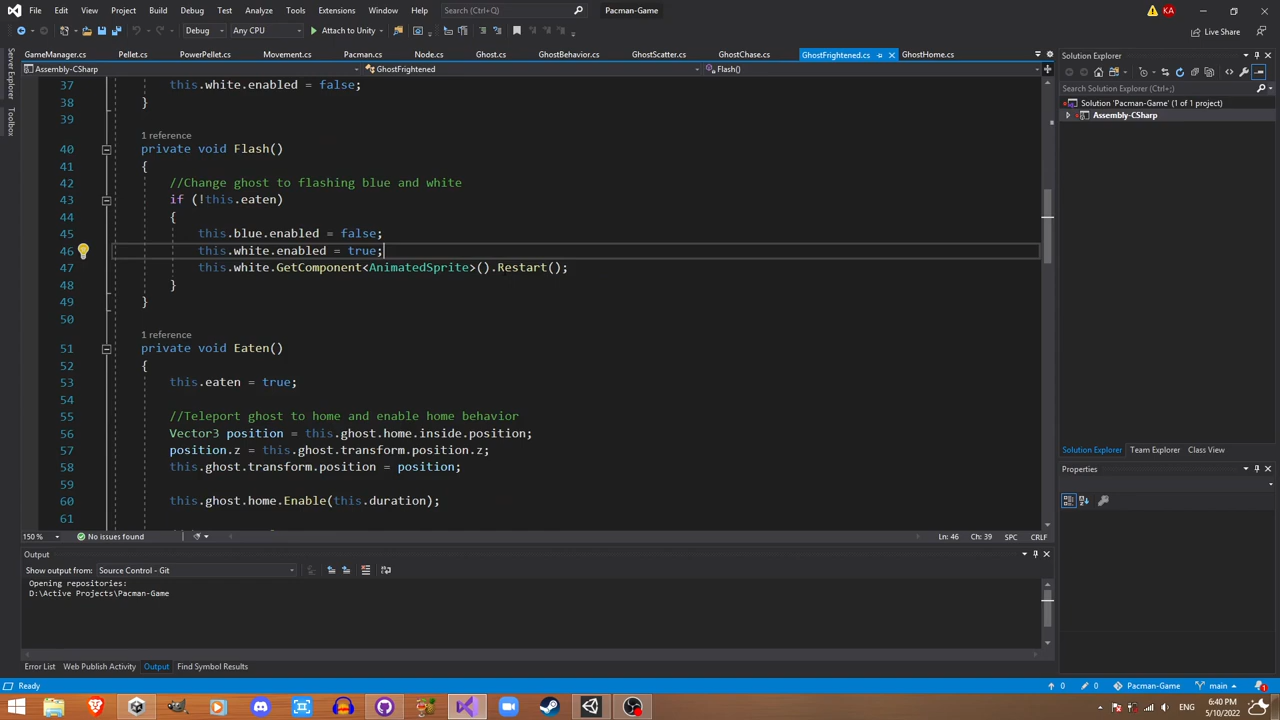 File Edit View Project Build Debug Test Analyze Tools Extensions Window Help Search (Ctrl+Q) Pacman-Game KA
Debug Any CPU Attach to Unity Live Share
GameManager.cs Pellet.cs PowerPellet.cs Movement.cs Pacman.cs Node.cs Ghost.cs GhostBehavior.cs GhostScatter.cs GhostChase.cs GhostFrightened.cs GhostHome.cs
Assembly-CSharp GhostFrightened Flash()
Server Explorer
Toolbox
37 this.white.enabled = false;
38 }
39
1 reference
40 private void Flash()
41 {
42 //Change ghost to flashing blue and white
43 if (!this.eaten)
44 {
45 this.blue.enabled = false;
46 this.white.enabled = true;
47 this.white.GetComponent<AnimatedSprite>().Restart();
48 }
49 }
50
1 reference
51 private void Eaten()
52 {
53 this.eaten = true;
54
55 //Teleport ghost to home and enable home behavior
56 Vector3 position = this.ghost.home.inside.position;
57 position.z = this.ghost.transform.position.z;
58 this.ghost.transform.position = position;
59
60 this.ghost.home.Enable(this.duration);
61
150 % No issues found Ln: 46 Ch: 39 SPC CRLF
Output
Show output from: Source Control - Git
Opening repositories:
D:\Active Projects\Pacman-Game
Error List Web Publish Activity Output Find Symbol Results
Solution Explorer
Search Solution Explorer (Ctrl+;)
Solution 'Pacman-Game' (1 of 1 project)
Assembly-CSharp
Solution Explorer Team Explorer Class View
Properties
Ready 0 0 Pacman-Game main 1
ENG 6:40 PM
5/10/2022